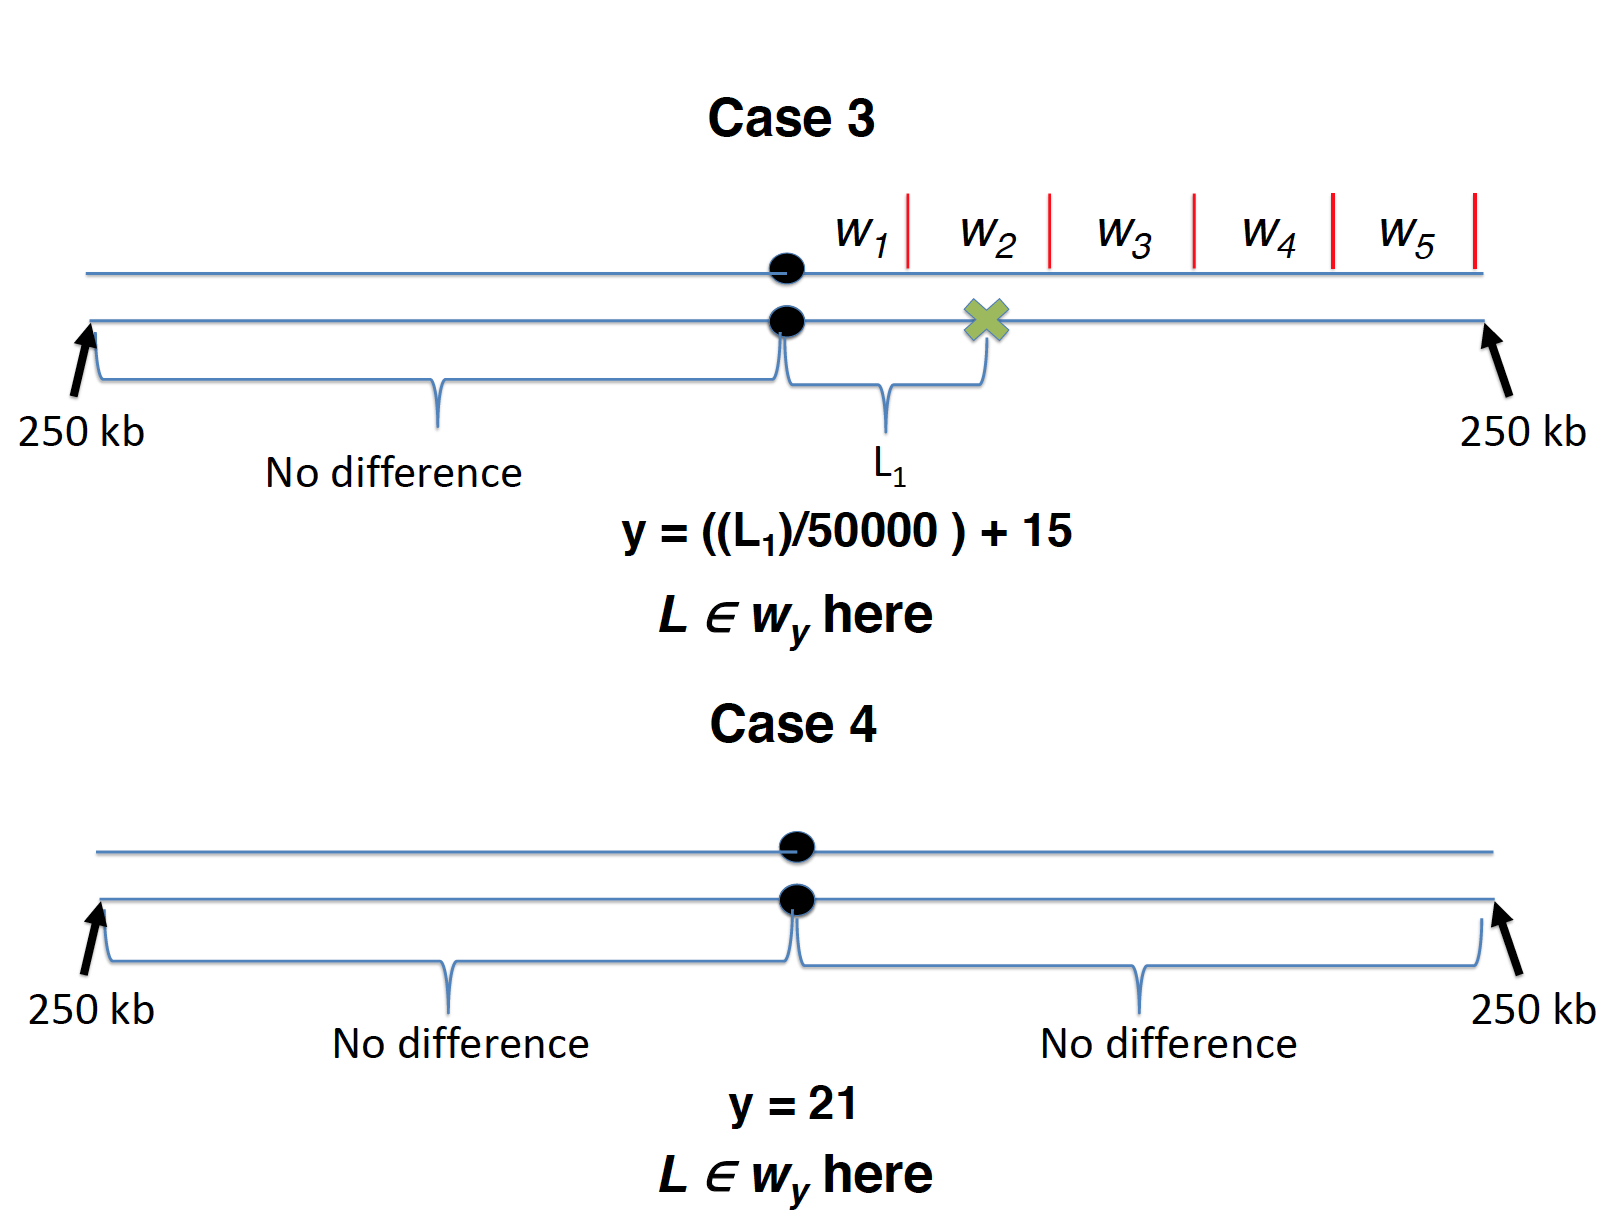 Case 3
w1 w2 w3 w4 w5
250 kb 250 kb
No difference L1
y = ((L1)/50000 ) + 15
L ∈ wy here
Case 4
250 kb 250 kb
No difference No difference
y = 21
L ∈ wy here